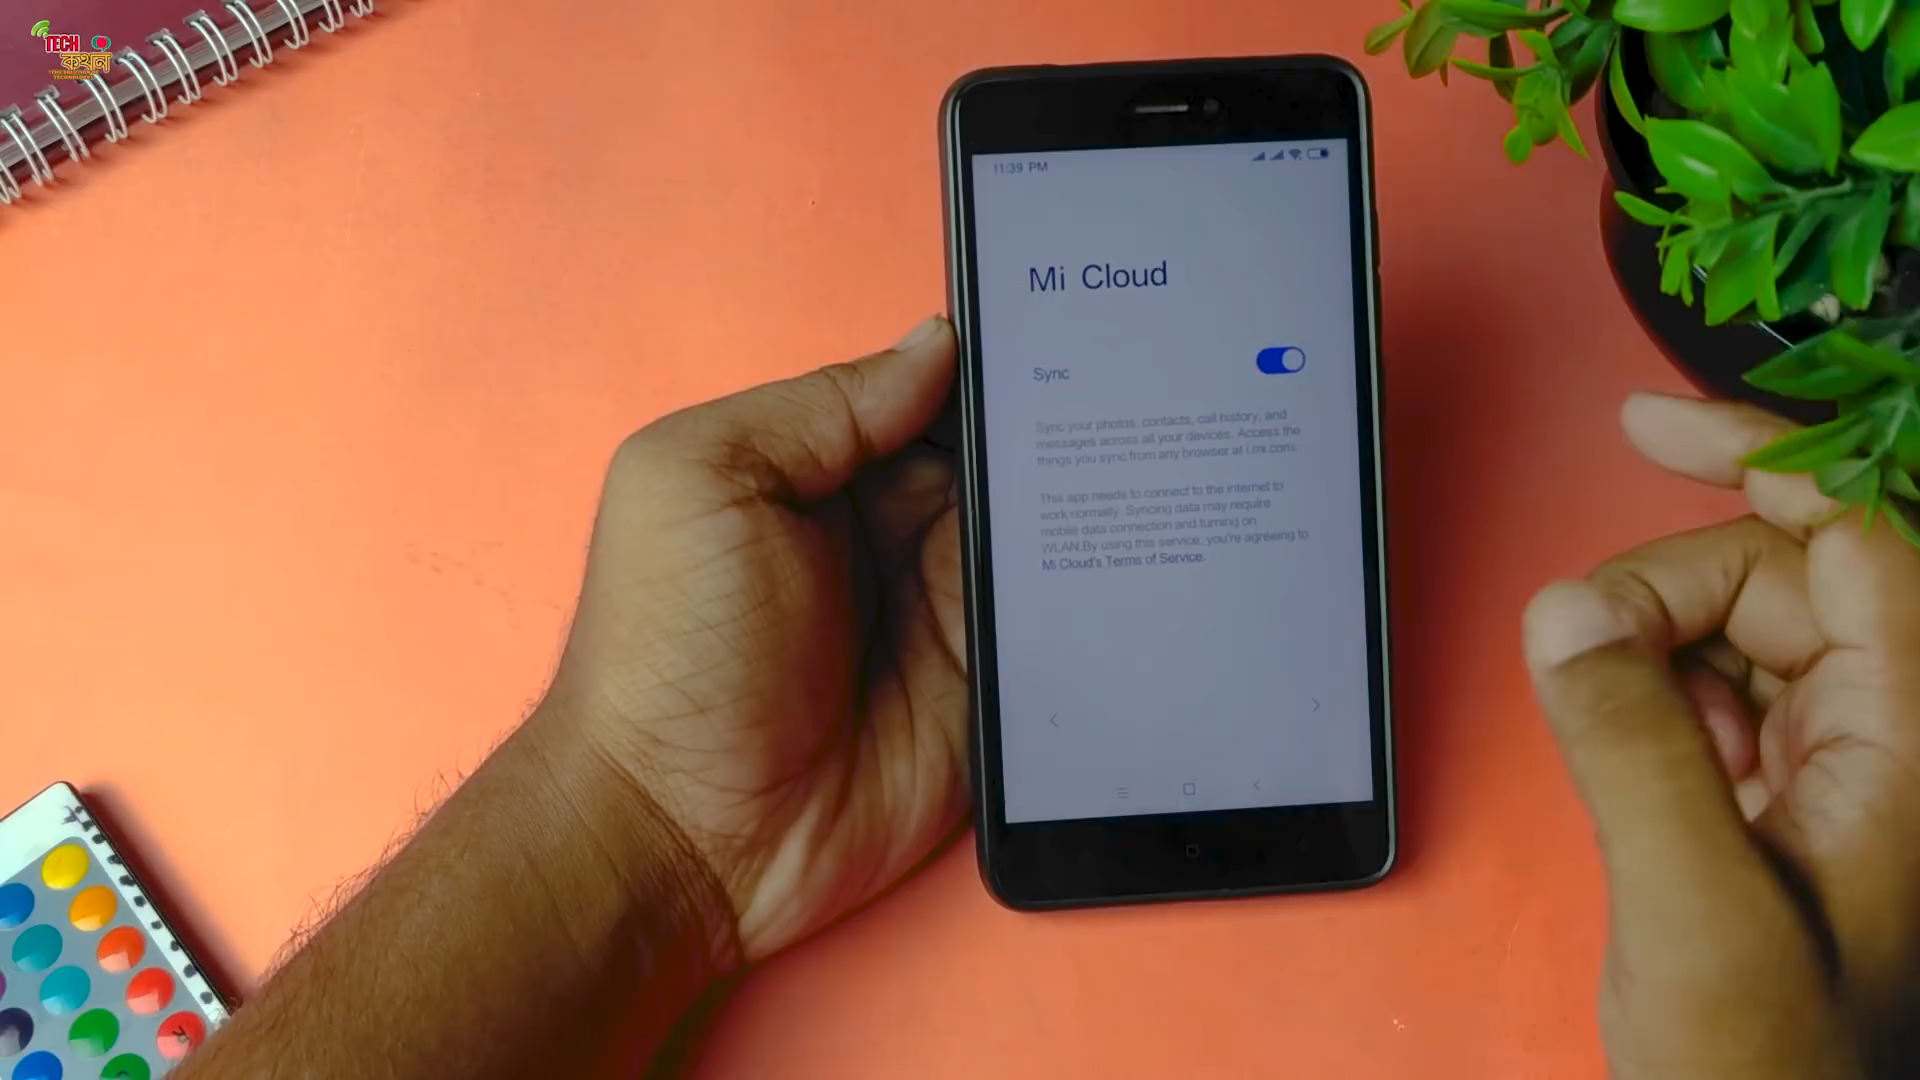 TECH
কথন
11:39 PM
Mi Cloud
Sync
Sync your photos, contacts, call history, and
messages across all your devices. Access the
things you sync from any browser at i.mi.com.
This app needs to connect to the internet to
work normally. Syncing data may require
mobile data connection and turning on
WLAN.By using this service, you're agreeing to
Mi Cloud's Terms of Service.